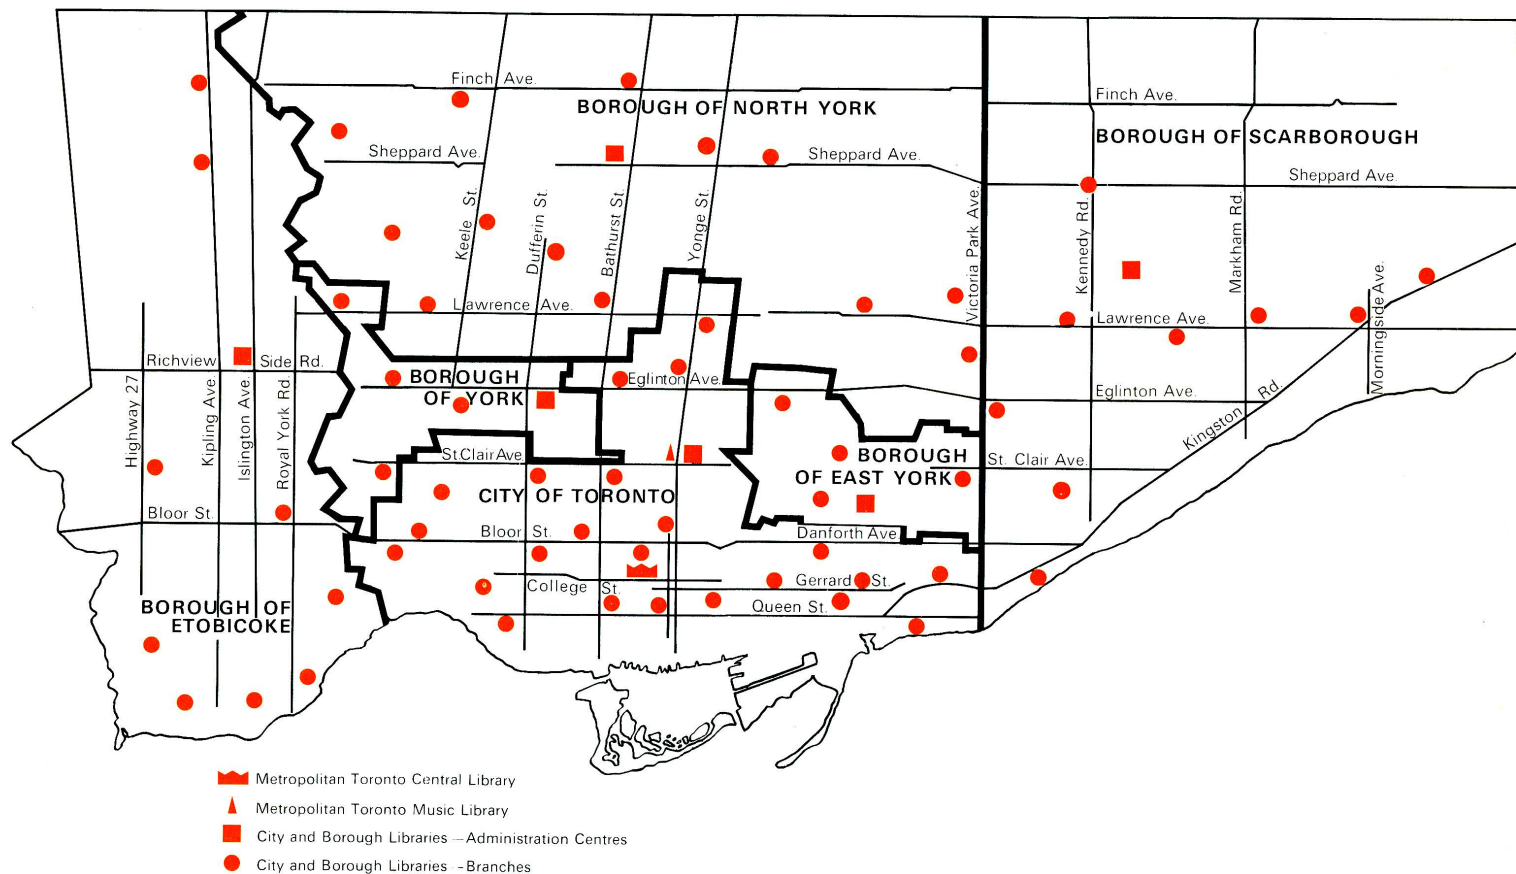 Finch Ave.
BOROUGH OF NORTH YORK
Finch Ave.
BOROUGH OF SCARBOROUGH
Sheppard Ave.
Sheppard Ave.
Sheppard Ave.
Keele St.
Dufferin St.
Bathurst St.
Yonge St.
Victoria Park Ave.
Kennedy Rd.
Markham Rd.
Morningside Ave.
Lawrence Ave.
Lawrence Ave.
Richview Side Rd.
BOROUGH
OF YORK
Eglinton Ave.
Eglinton Ave.
Kingston Rd.
Highway 27
Kipling Ave.
Islington Ave.
Royal York Rd.
St. Clair Ave.
BOROUGH
OF EAST YORK
St. Clair Ave.
CITY OF TORONTO
Bloor St.
Bloor St.
Danforth Ave.
College St.
Gerrard St.
Queen St.
BOROUGH OF
ETOBICOKE
Metropolitan Toronto Central Library
Metropolitan Toronto Music Library
City and Borough Libraries — Administration Centres
City and Borough Libraries - Branches